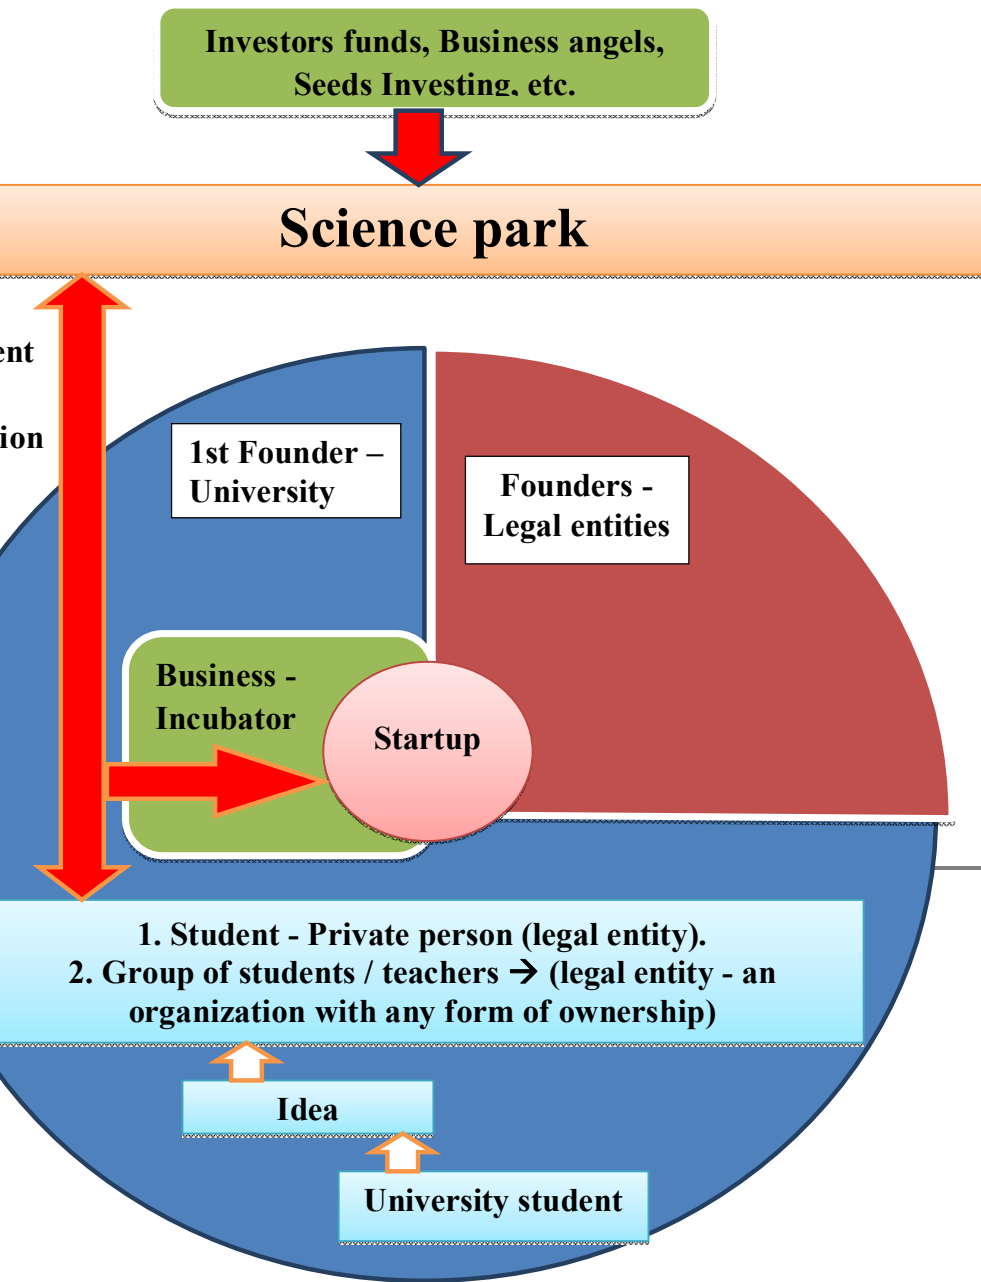 Investors funds, Business angels,
Seeds Investing, etc.
Science park
ent
ion
1st Founder –
University
Founders -
Legal entities
Business -
Incubator
Startup
1. Student - Private person (legal entity).
2. Group of students / teachers → (legal entity - an
organization with any form of ownership)
Idea
University student